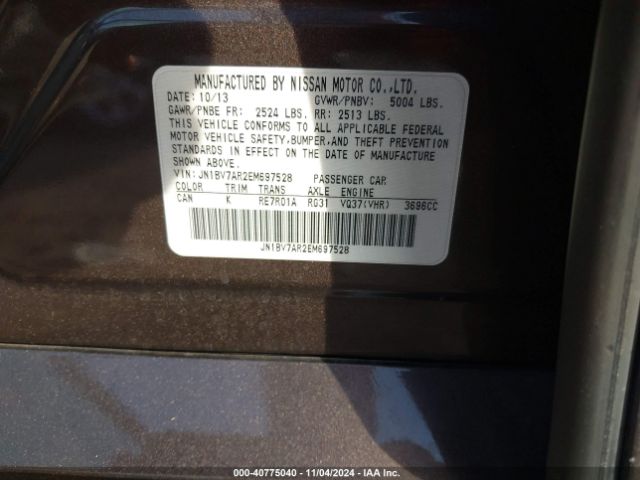 MANUFACTURED BY NISSAN MOTOR CO.,LTD.
DATE: 10/13 GVWR/PNBV: 5004 LBS.
GAWR/PNBE FR: 2524 LBS. RR: 2513 LBS.
THIS VEHICLE CONFORMS TO ALL APPLICABLE FEDERAL
MOTOR VEHICLE SAFETY,BUMPER,AND THEFT PREVENTION
STANDARDS IN EFFECT ON THE DATE OF MANUFACTURE
SHOWN ABOVE.
VIN: JN1BV7AR2EM697528 PASSENGER CAR
COLOR TRIM TRANS AXLE ENGINE
CAN K RE7R01A RG31 VQ37(VHR) 3696CC
JN1BV7AR2EM697528
000-40775040 - 11/04/2024 - IAA Inc.